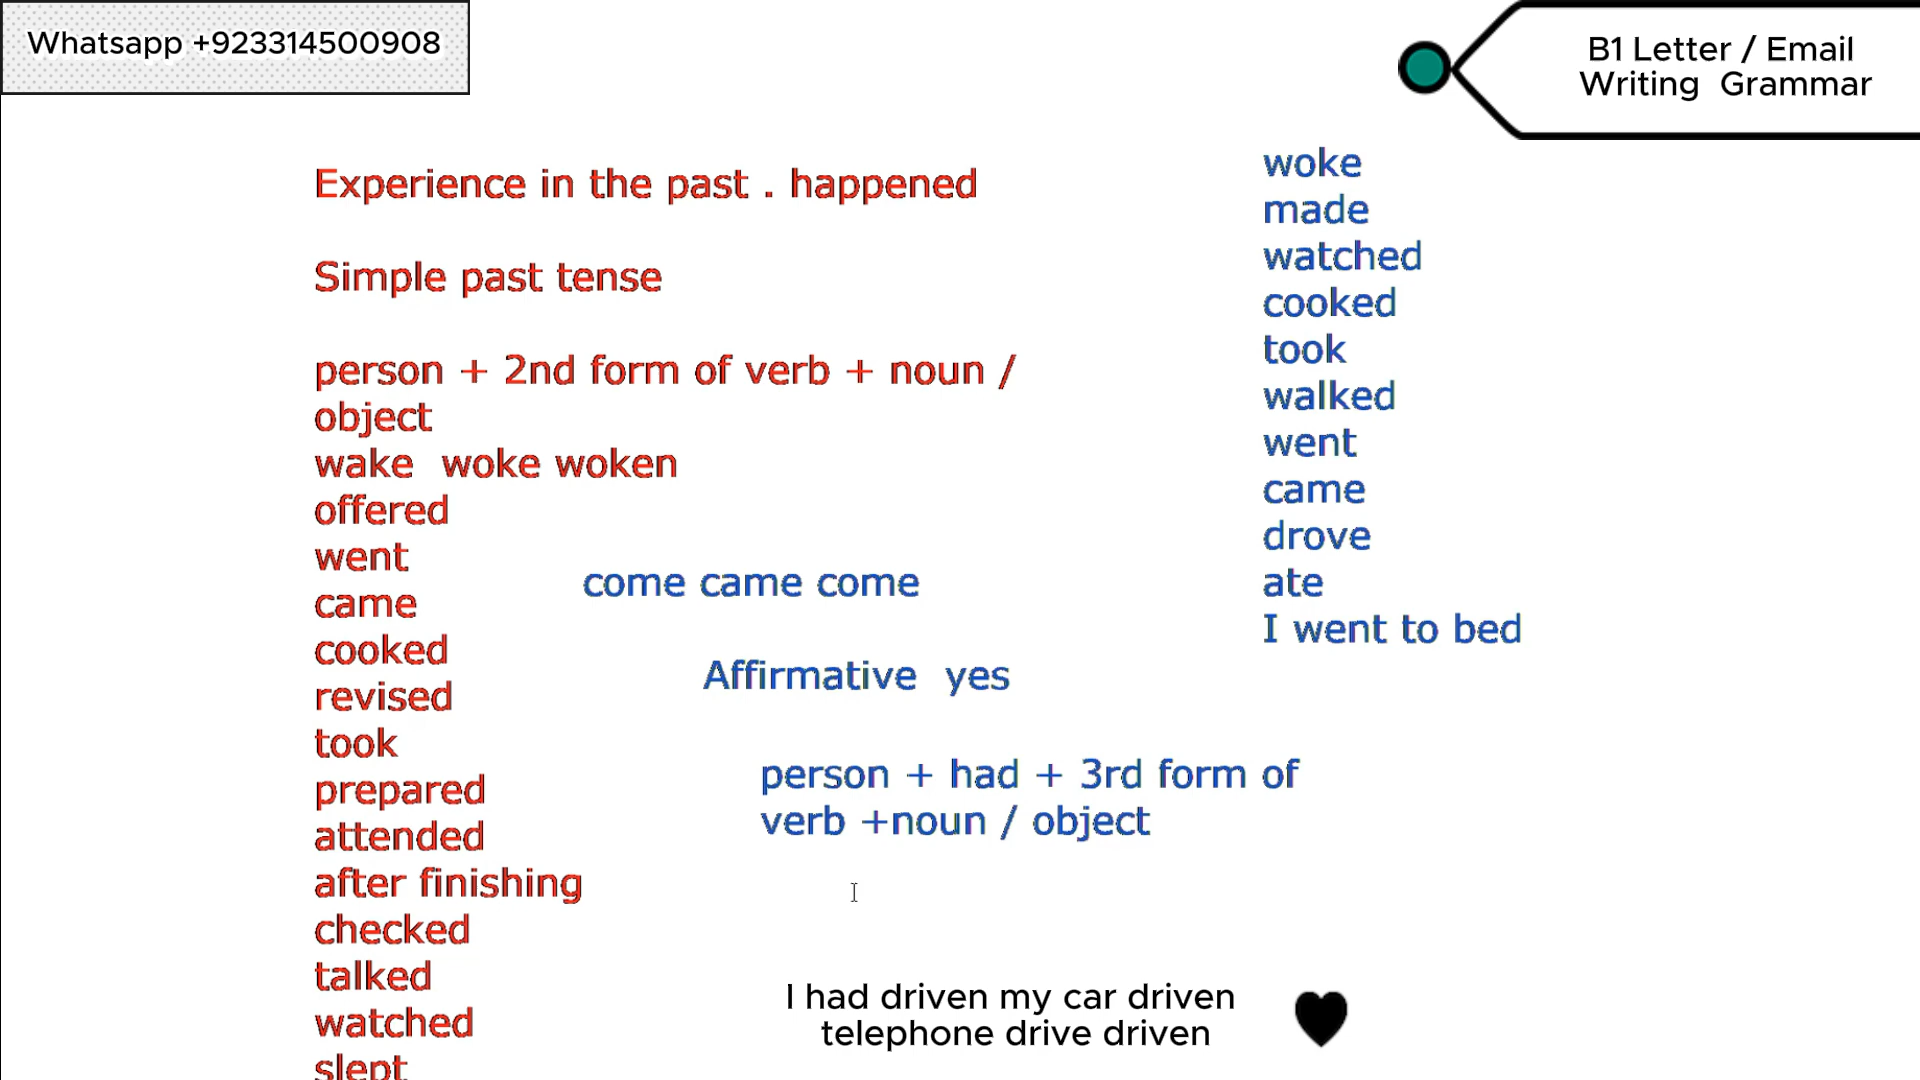 Whatsapp +923314500908
B1 Letter / Email
Writing Grammar
Experience in the past . happened
Simple past tense
person + 2nd form of verb + noun /
object
wake woke woken
offered
went
came
cooked
revised
took
prepared
attended
after finishing
checked
talked
watched
slept
come came come
Affirmative yes
person + had + 3rd form of
verb +noun / object
woke
made
watched
cooked
took
walked
went
came
drove
ate
I went to bed
I had driven my car driven
telephone drive driven